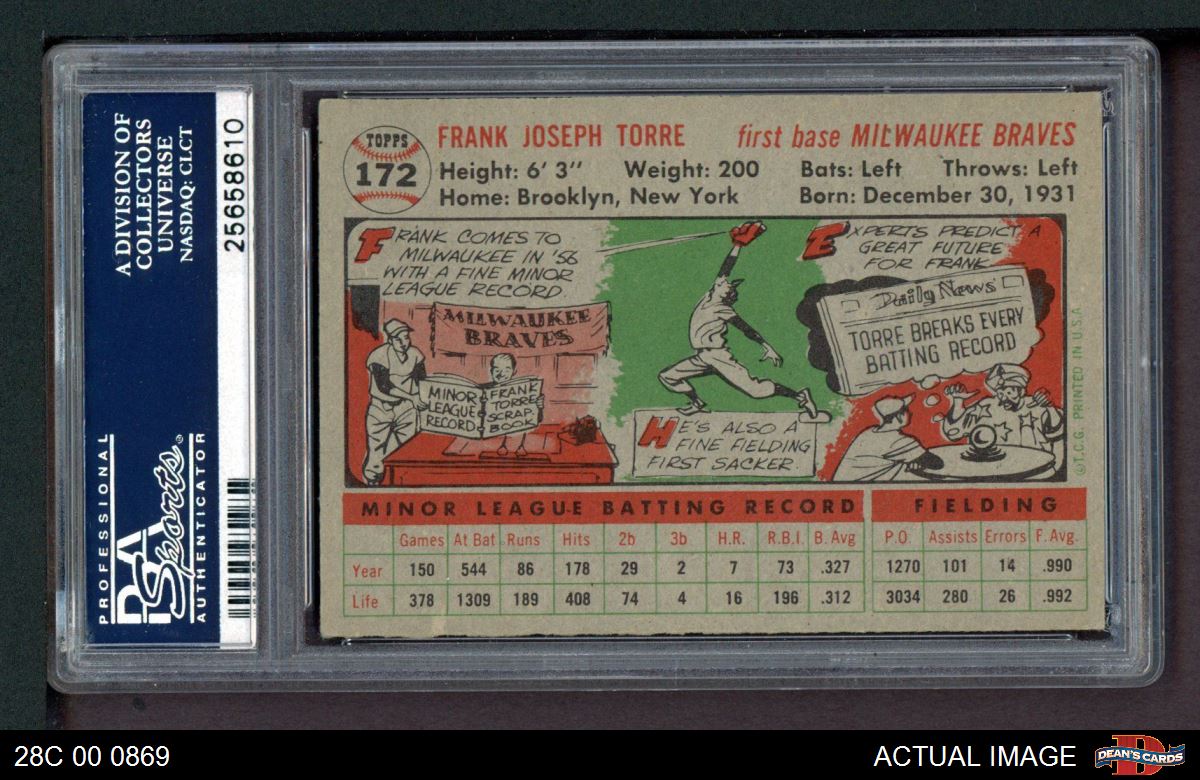 A DIVISION OF
COLLECTORS
UNIVERSE
NASDAQ: CLCT
25658610
PROFESSIONAL
PSA
Sports®
AUTHENTICATOR
TOPPS
172
FRANK JOSEPH TORRE first base MILWAUKEE BRAVES
Height: 6' 3" Weight: 200 Bats: Left Throws: Left
Home: Brooklyn, New York Born: December 30, 1931
FRANK COMES TO
MILWAUKEE IN '56
WITH A FINE MINOR
LEAGUE RECORD.
MILWAUKEE
BRAVES
MINOR
LEAGUE
RECORD
FRANK
TORRE
SCRAP
BOOK
HE'S ALSO A
FINE FIELDING
FIRST SACKER.
EXPERTS PREDICT A
GREAT FUTURE
FOR FRANK
Daily News
TORRE BREAKS EVERY
BATTING RECORD
©T.C.G. PRINTED IN U.S.A.
MINOR LEAGUE BATTING RECORD FIELDING
Games At Bat Runs Hits 2b 3b H.R. R.B.I. B. Avg P.O. Assists Errors F. Avg.
Year 150 544 86 178 29 2 7 73 .327 1270 101 14 .990
Life 378 1309 189 408 74 4 16 196 .312 3034 280 26 .992
28C 00 0869
ACTUAL IMAGE
DEAN'S CARDS